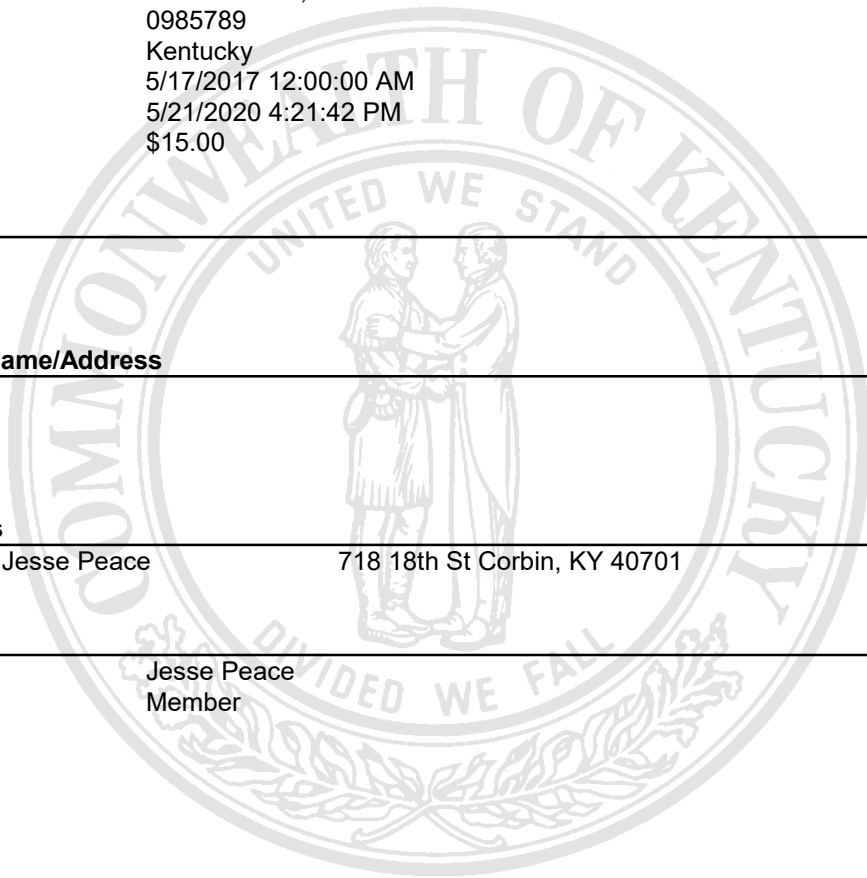 0985789
Kentucky
5/17/2017 12:00:00 AM
5/21/2020 4:21:42 PM
$15.00
COMMONWEALTH OF KENTUCKY
UNITED WE STAND
ame/Address
s
Jesse Peace 718 18th St Corbin, KY 40701
DIVIDED WE FALL
Jesse Peace
Member